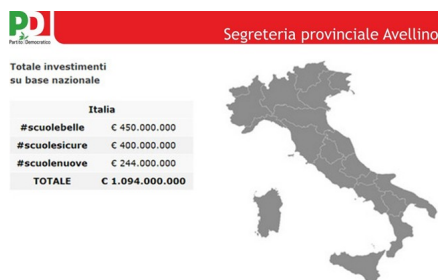 PD
Partito Democratico
Segreteria provinciale Avellino
Totale investimenti
su base nazionale
Italia
#scuolebelle € 450.000.000
#scuolesicure € 400.000.000
#scuolenuove € 244.000.000
TOTALE € 1.094.000.000